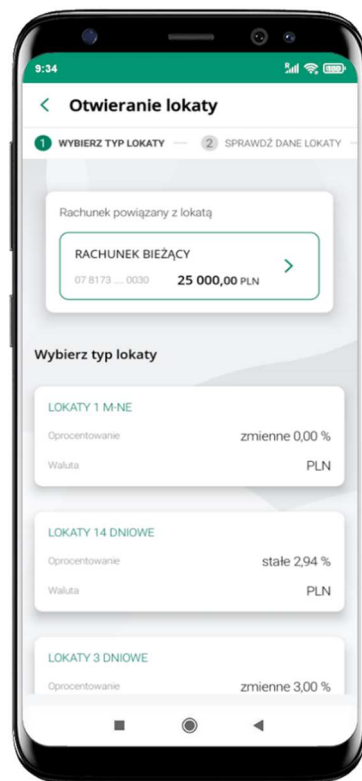 9:34
Otwieranie lokaty
1 WYBIERZ TYP LOKATY 2 SPRAWDŹ DANE LOKATY
Rachunek powiązany z lokatą
RACHUNEK BIEŻĄCY
07 8173 ... 0030 25 000,00 PLN
Wybierz typ lokaty
LOKATY 1 M-NE
Oprocentowanie zmienne 0,00 %
Waluta PLN
LOKATY 14 DNIOWE
Oprocentowanie stałe 2,94 %
Waluta PLN
LOKATY 3 DNIOWE
Oprocentowanie zmienne 3,00 %